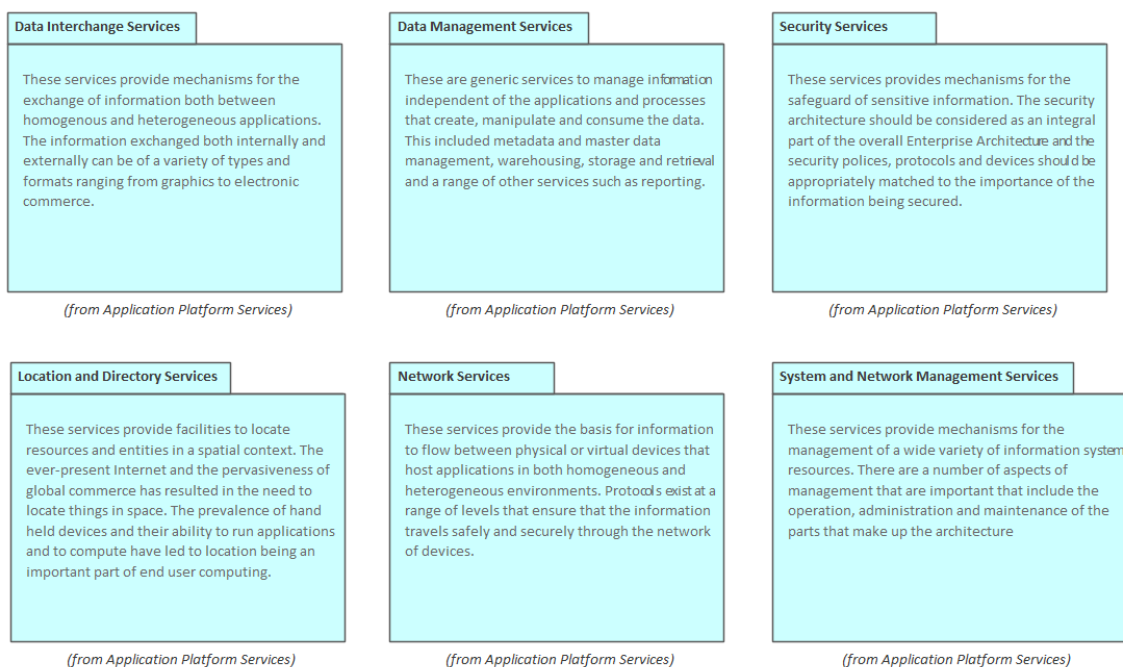 Data Interchange Services
These services provide mechanisms for the
exchange of information both between
homogenous and heterogeneous applications.
The information exchanged both internally and
externally can be of a variety of types and
formats ranging from graphics to electronic
commerce.
(from Application Platform Services)
Data Management Services
These are generic services to manage information
independent of the applications and processes
that create, manipulate and consume the data.
This included metadata and master data
management, warehousing, storage and retrieval
and a range of other services such as reporting.
(from Application Platform Services)
Security Services
These services provides mechanisms for the
safeguard of sensitive information. The security
architecture should be considered as an integral
part of the overall Enterprise Architecture and the
security polices, protocols and devices should be
appropriately matched to the importance of the
information being secured.
(from Application Platform Services)
Location and Directory Services
These services provide facilities to locate
resources and entities in a spatial context. The
ever-present Internet and the pervasiveness of
global commerce has resulted in the need to
locate things in space. The prevalence of hand
held devices and their ability to run applications
and to compute have led to location being an
important part of end user computing.
(from Application Platform Services)
Network Services
These services provide the basis for information
to flow between physical or virtual devices that
host applications in both homogeneous and
heterogeneous environments. Protocols exist at a
range of levels that ensure that the information
travels safely and securely through the network
of devices.
(from Application Platform Services)
System and Network Management Services
These services provide mechanisms for the
management of a wide variety of information system
resources. There are a number of aspects of
management that are important that include the
operation, administration and maintenance of the
parts that make up the architecture
(from Application Platform Services)